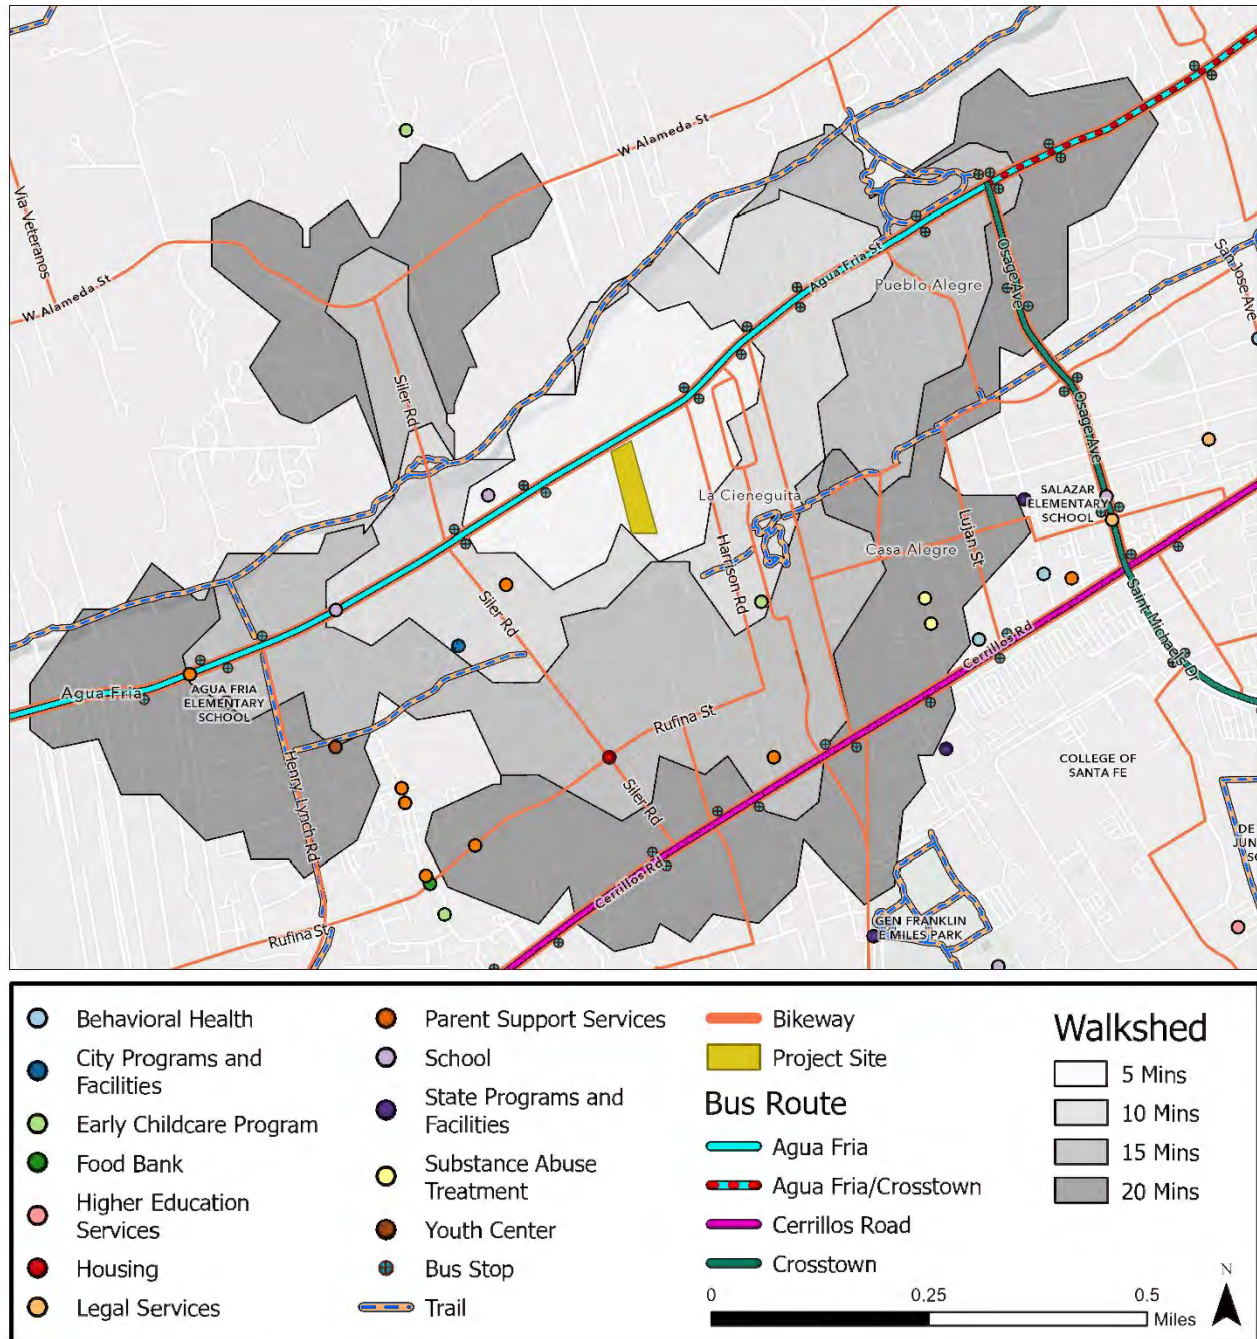 W Alameda St
Via Veteranos
W Alameda St
Agua Fria St
Pueblo Alegre
Osage Ave
San Jose Ave
Siler Rd
Osage Ave
La Cieneguita
SALAZAR
ELEMENTARY
SCHOOL
Casa Alegre
Lujan St
Harrison Rd
Siler Rd
Cerrillos Rd
Saint Michaels Dr
Agua Fria
AGUA FRIA
ELEMENTARY
SCHOOL
Rufina St
COLLEGE OF
SANTA FE
Henry Lynch Rd
Siler Rd
DE
JUN
SC
Cerrillos Rd
GEN FRANKLIN
E MILES PARK
Rufina St
Behavioral Health
City Programs and
Facilities
Early Childcare Program
Food Bank
Higher Education
Services
Housing
Legal Services
Parent Support Services
School
State Programs and
Facilities
Substance Abuse
Treatment
Youth Center
Bus Stop
Trail
Bikeway
Project Site
Bus Route
Agua Fria
Agua Fria/Crosstown
Cerrillos Road
Crosstown
Walkshed
5 Mins
10 Mins
15 Mins
20 Mins
0 0.25 0.5
Miles
N